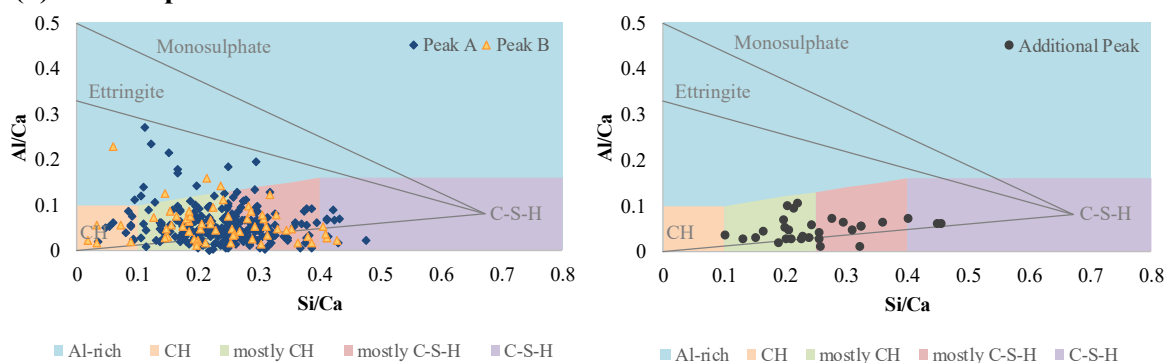 0.5
0.4
0.3
0.2
0.1
0
Al/Ca
Monosulphate
Ettringite
CH
C-S-H
Peak A
Peak B
0 0.1 0.2 0.3 0.4 0.5 0.6 0.7 0.8
Si/Ca
Al-rich CH mostly CH mostly C-S-H C-S-H
0.5
0.4
0.3
0.2
0.1
0
Al/Ca
Monosulphate
Ettringite
CH
C-S-H
Additional Peak
0 0.1 0.2 0.3 0.4 0.5 0.6 0.7 0.8
Si/Ca
Al-rich CH mostly CH mostly C-S-H C-S-H